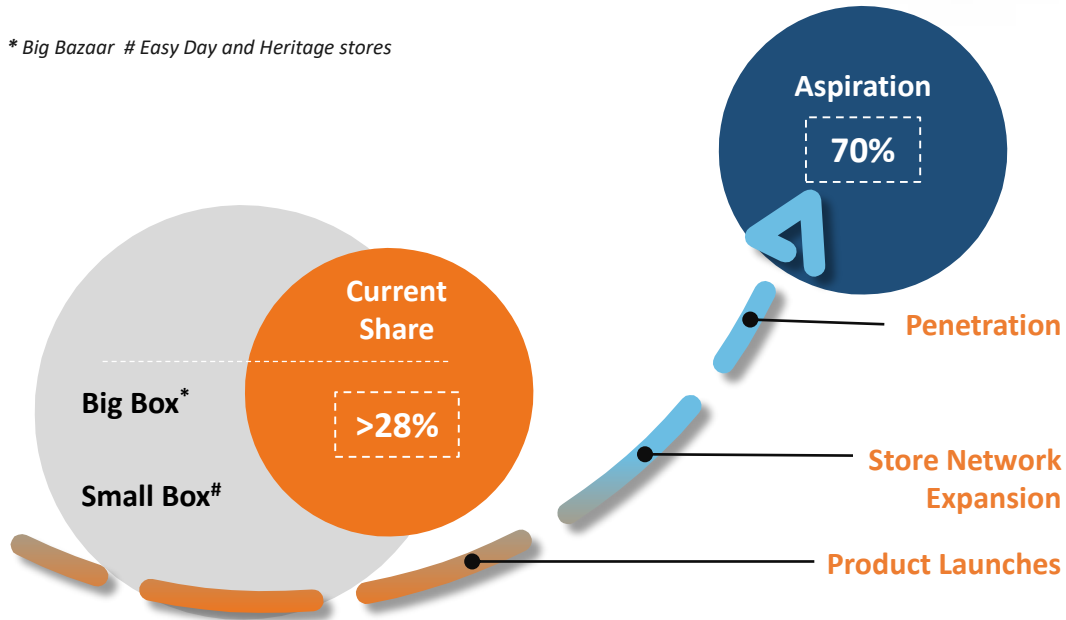 * Big Bazaar # Easy Day and Heritage stores
Aspiration
70%
Current
Share
Big Box*
>28%
Small Box#
Penetration
Store Network
Expansion
Product Launches